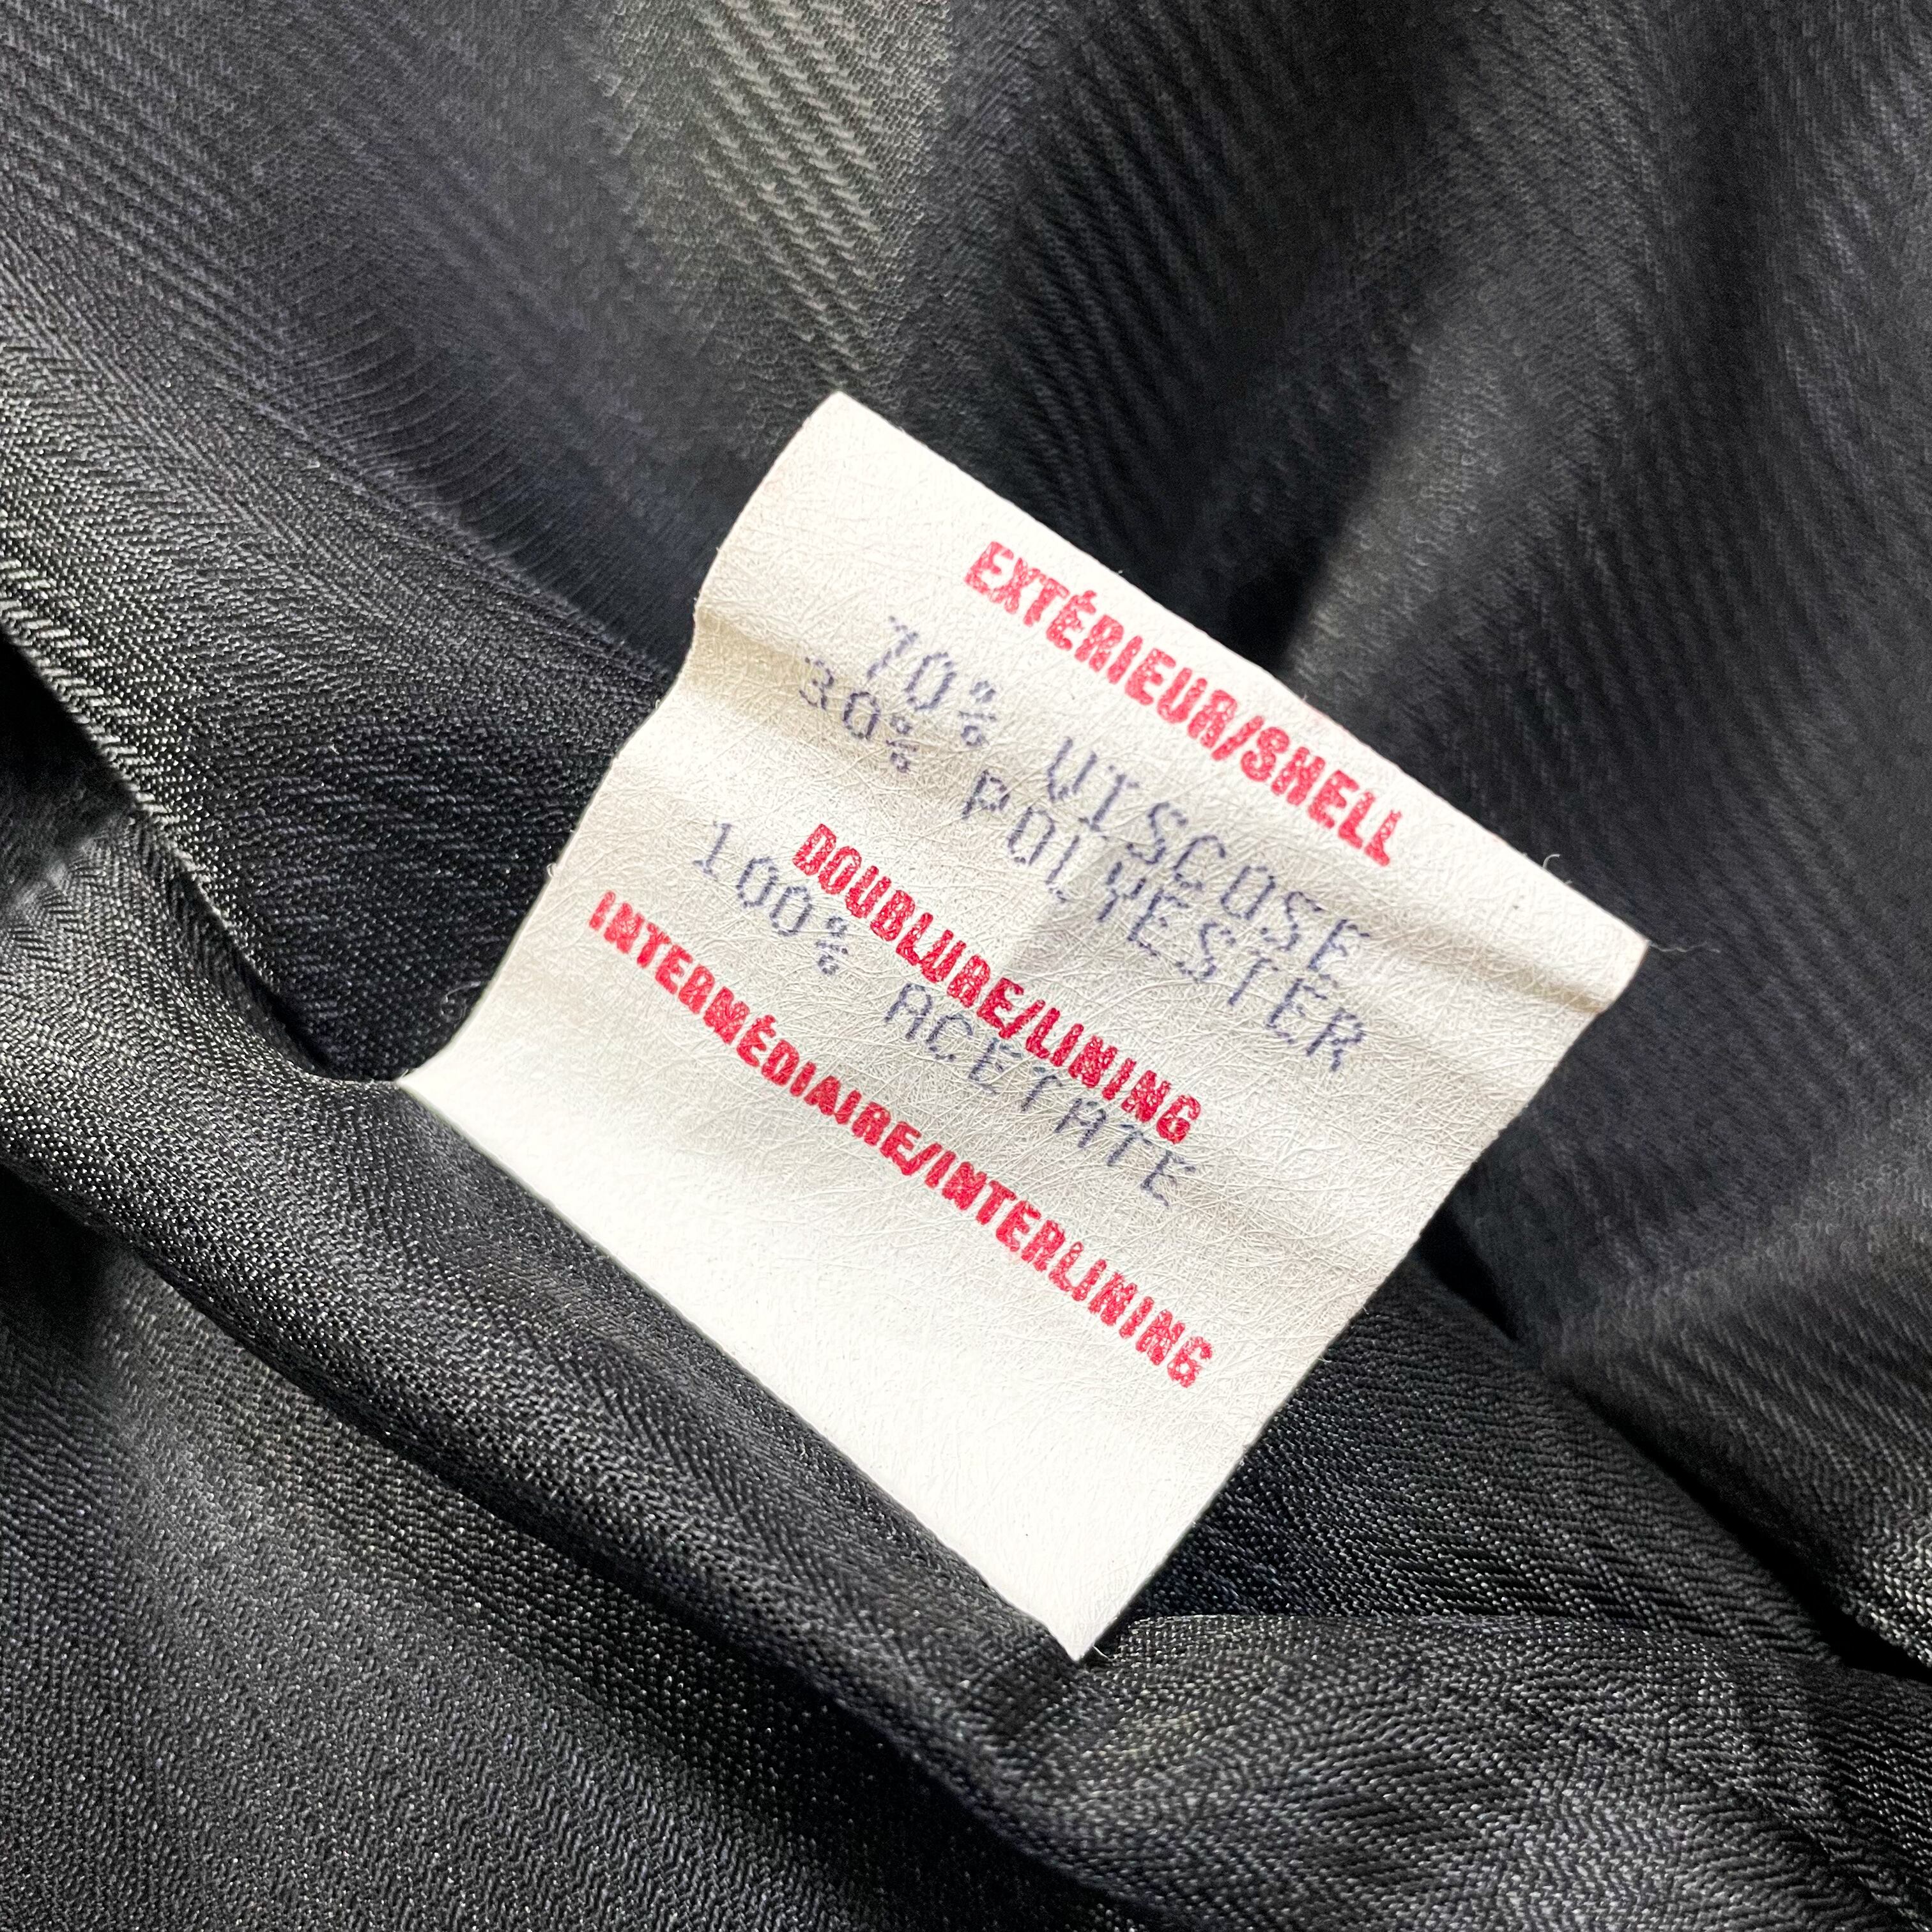 EXTÉRIEUR/SHELL
70% VISCOSE
30% POLYESTER
DOUBLURE/LINING
100% ACETATE
INTERMÉDIAIRE/INTERLINING